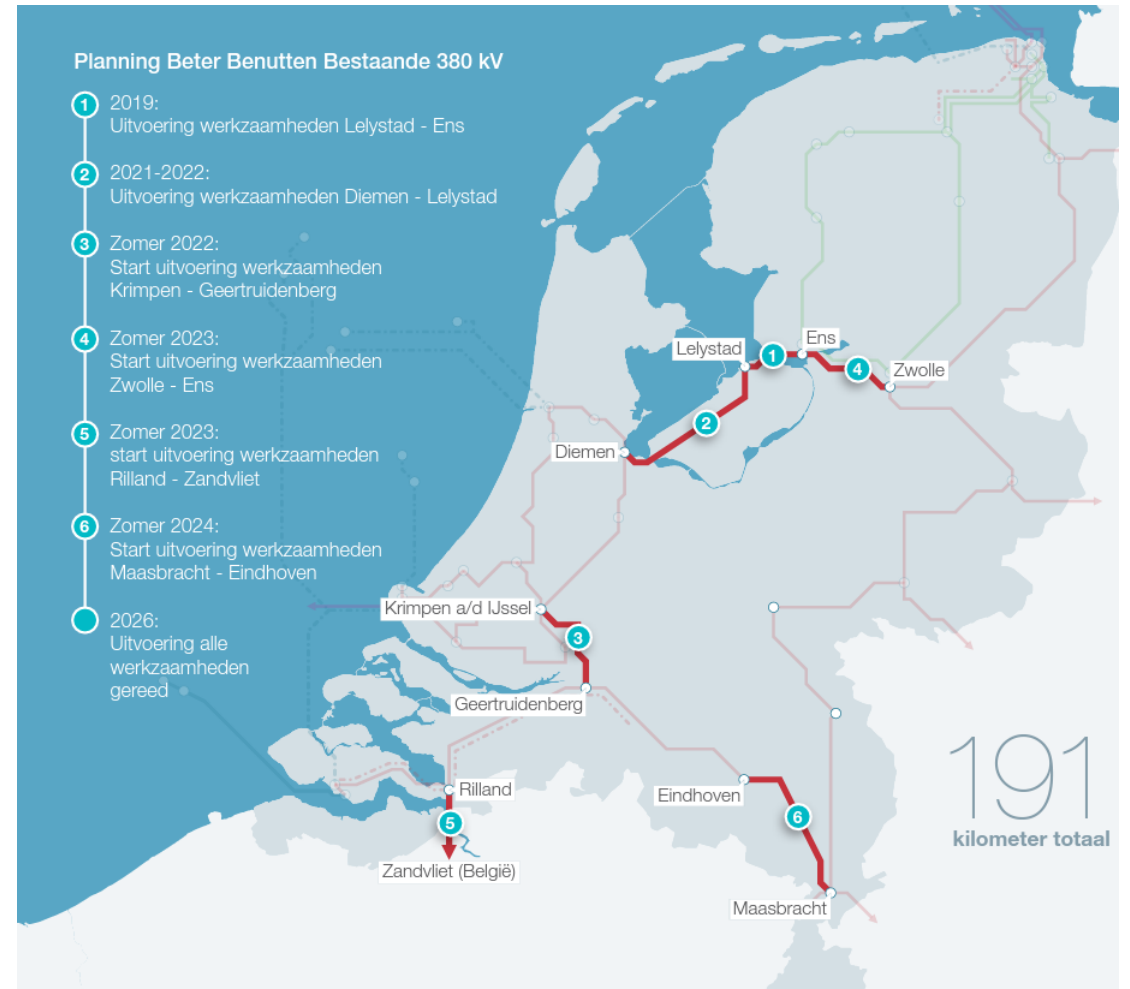 Planning Beter Benutten Bestaande 380 kV
1
2019:
Uitvoering werkzaamheden Lelystad - Ens
2
2021-2022:
Uitvoering werkzaamheden Diemen - Lelystad
3
Zomer 2022:
Start uitvoering werkzaamheden
Krimpen - Geertruidenberg
4
Zomer 2023:
Start uitvoering werkzaamheden
Zwolle - Ens
5
Zomer 2023:
start uitvoering werkzaamheden
Rilland - Zandvliet
6
Zomer 2024:
Start uitvoering werkzaamheden
Maasbracht - Eindhoven
2026:
Uitvoering alle
werkzaamheden
gereed
Ens
Lelystad
1
4
Zwolle
2
Diemen
Krimpen a/d IJssel
3
Geertruidenberg
Rilland
5
Zandvliet (België)
Eindhoven
6
Maasbracht
191
kilometer totaal